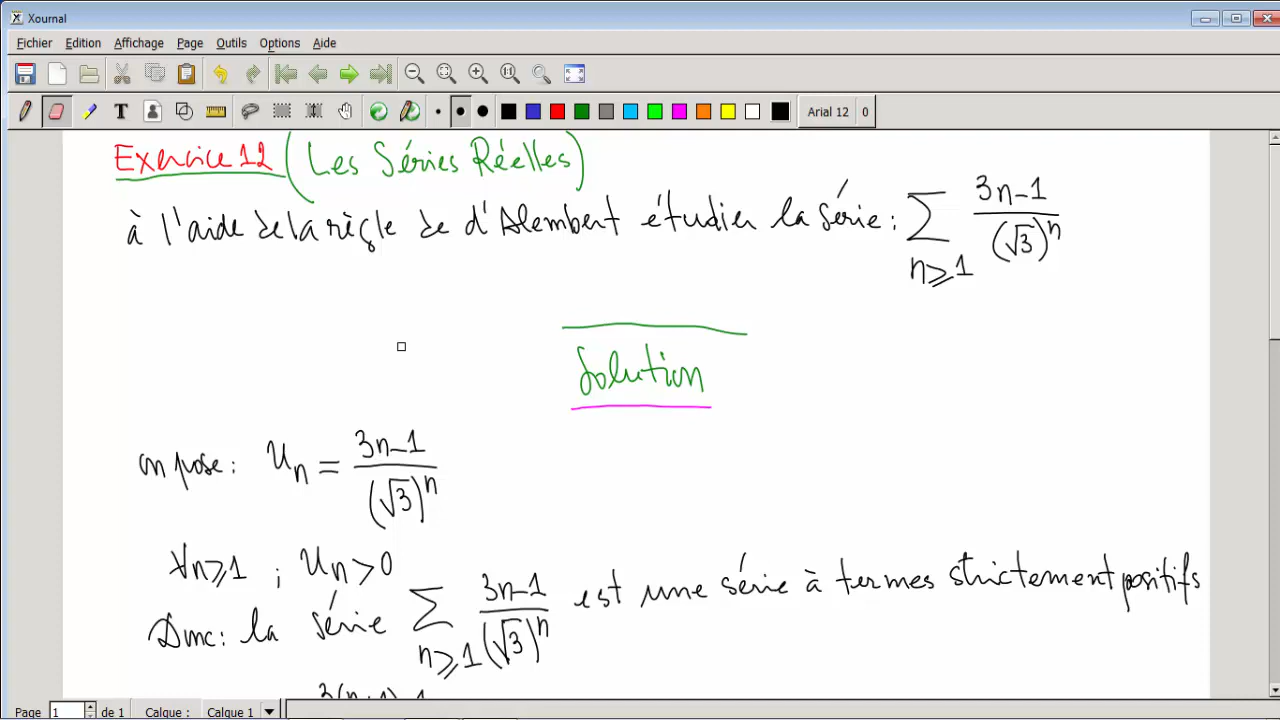 Xournal
Fichier Edition Affichage Page Outils Options Aide
Arial 12 0
Exercice 12 (Les Séries Réelles)
à l'aide de la règle de d'Alembert étudier la série : ∑_{n⩾1} (3n-1)/(√3)^n
Solution
on pose : U_n = (3n-1)/(√3)^n
∀n⩾1 ; U_n > 0
Donc : la série ∑_{n⩾1} (3n-1)/(√3)^n est une série à termes strictement positifs
Page 1 de 1 Calque : Calque 1